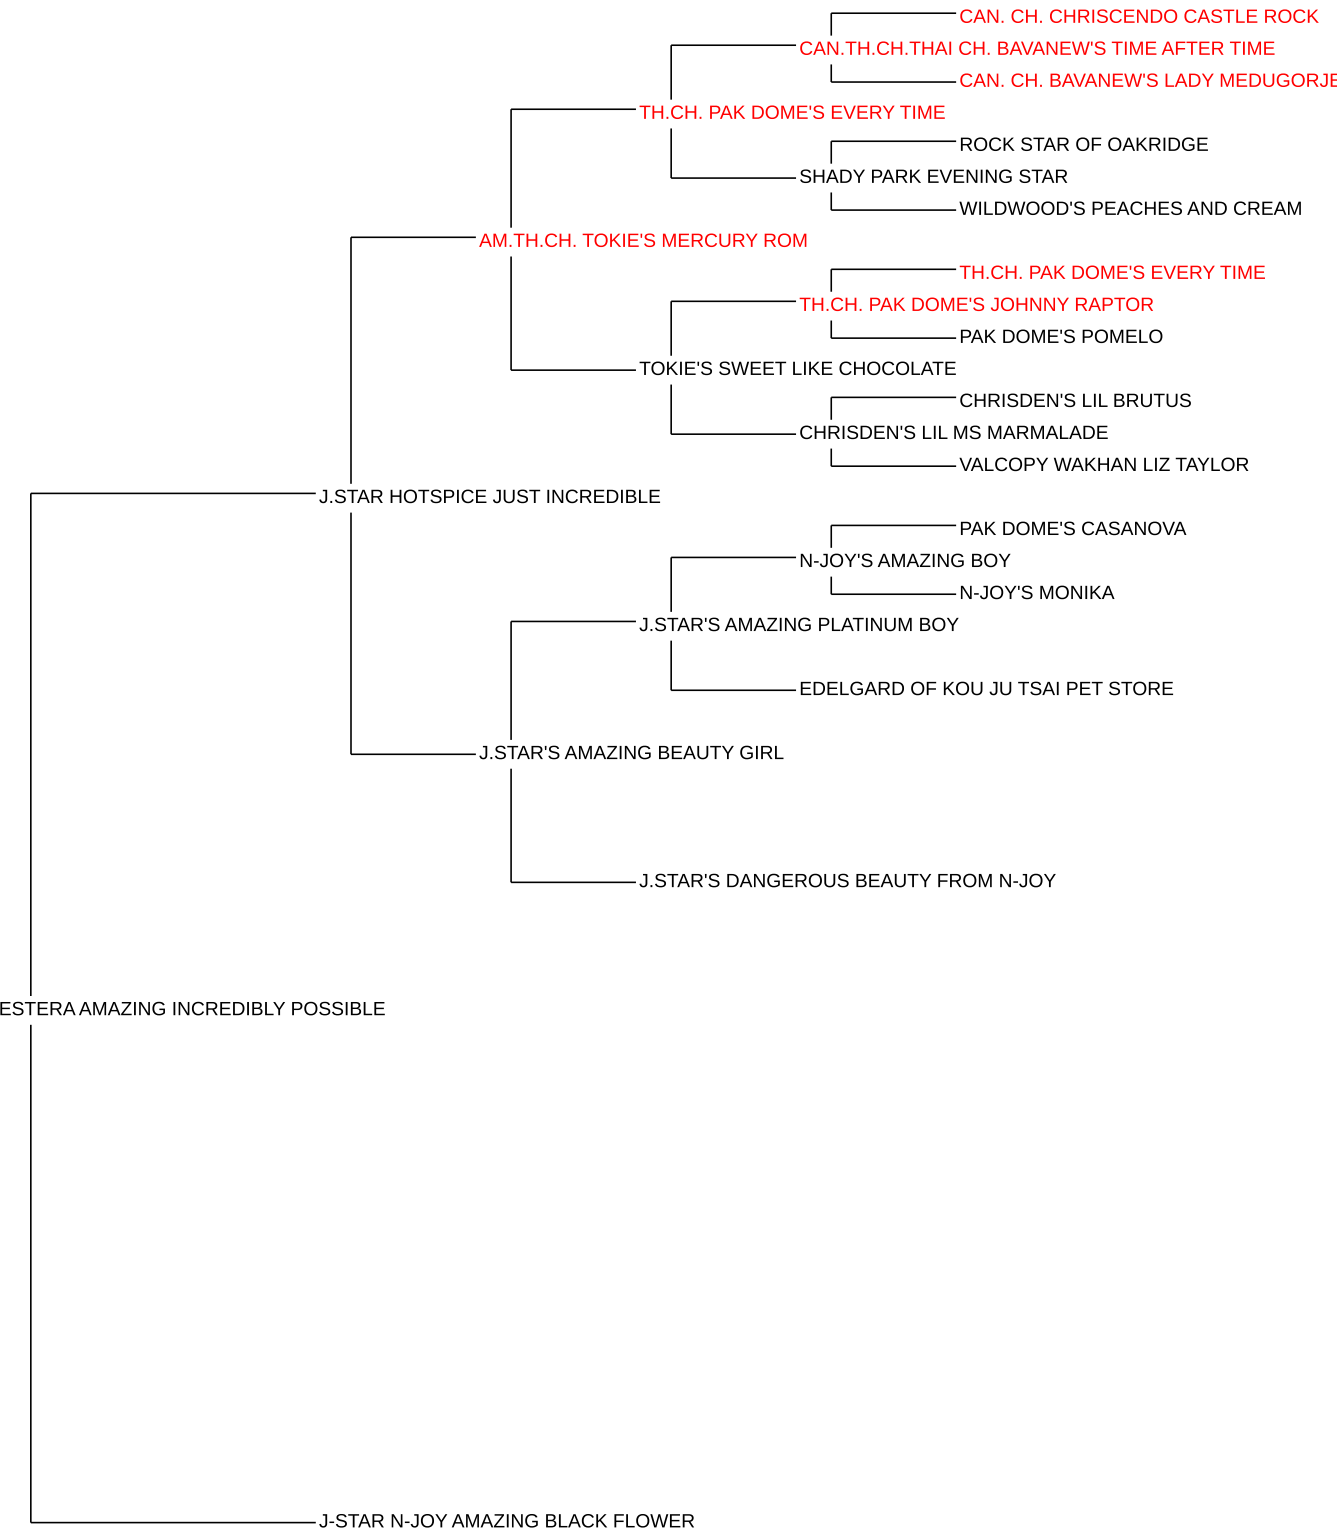 CAN. CH. CHRISCENDO CASTLE ROCK
CAN.TH.CH.THAI CH. BAVANEW'S TIME AFTER TIME
CAN. CH. BAVANEW'S LADY MEDUGORJE
TH.CH. PAK DOME'S EVERY TIME
ROCK STAR OF OAKRIDGE
SHADY PARK EVENING STAR
WILDWOOD'S PEACHES AND CREAM
AM.TH.CH. TOKIE'S MERCURY ROM
TH.CH. PAK DOME'S EVERY TIME
TH.CH. PAK DOME'S JOHNNY RAPTOR
PAK DOME'S POMELO
TOKIE'S SWEET LIKE CHOCOLATE
CHRISDEN'S LIL BRUTUS
CHRISDEN'S LIL MS MARMALADE
VALCOPY WAKHAN LIZ TAYLOR
J.STAR HOTSPICE JUST INCREDIBLE
PAK DOME'S CASANOVA
N-JOY'S AMAZING BOY
N-JOY'S MONIKA
J.STAR'S AMAZING PLATINUM BOY
EDELGARD OF KOU JU TSAI PET STORE
J.STAR'S AMAZING BEAUTY GIRL
J.STAR'S DANGEROUS BEAUTY FROM N-JOY
ESTERA AMAZING INCREDIBLY POSSIBLE
J-STAR N-JOY AMAZING BLACK FLOWER